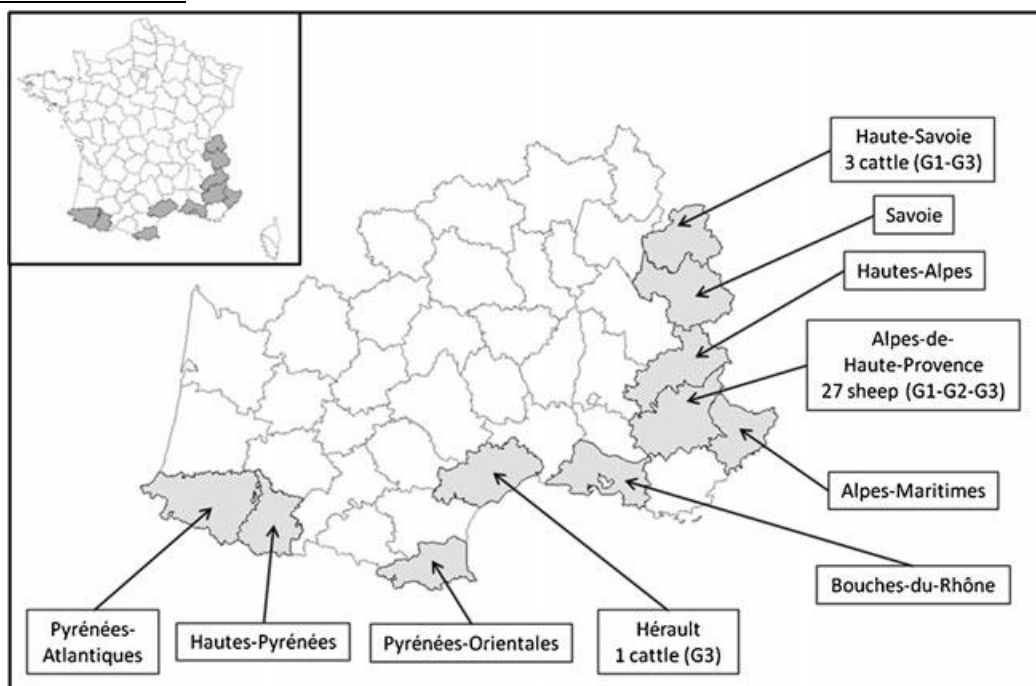 Haute-Savoie
3 cattle (G1-G3)
Savoie
Hautes-Alpes
Alpes-de-
Haute-Provence
27 sheep (G1-G2-G3)
Alpes-Maritimes
Bouches-du-Rhône
Pyrénées-
Atlantiques
Hautes-Pyrénées
Pyrénées-Orientales
Hérault
1 cattle (G3)